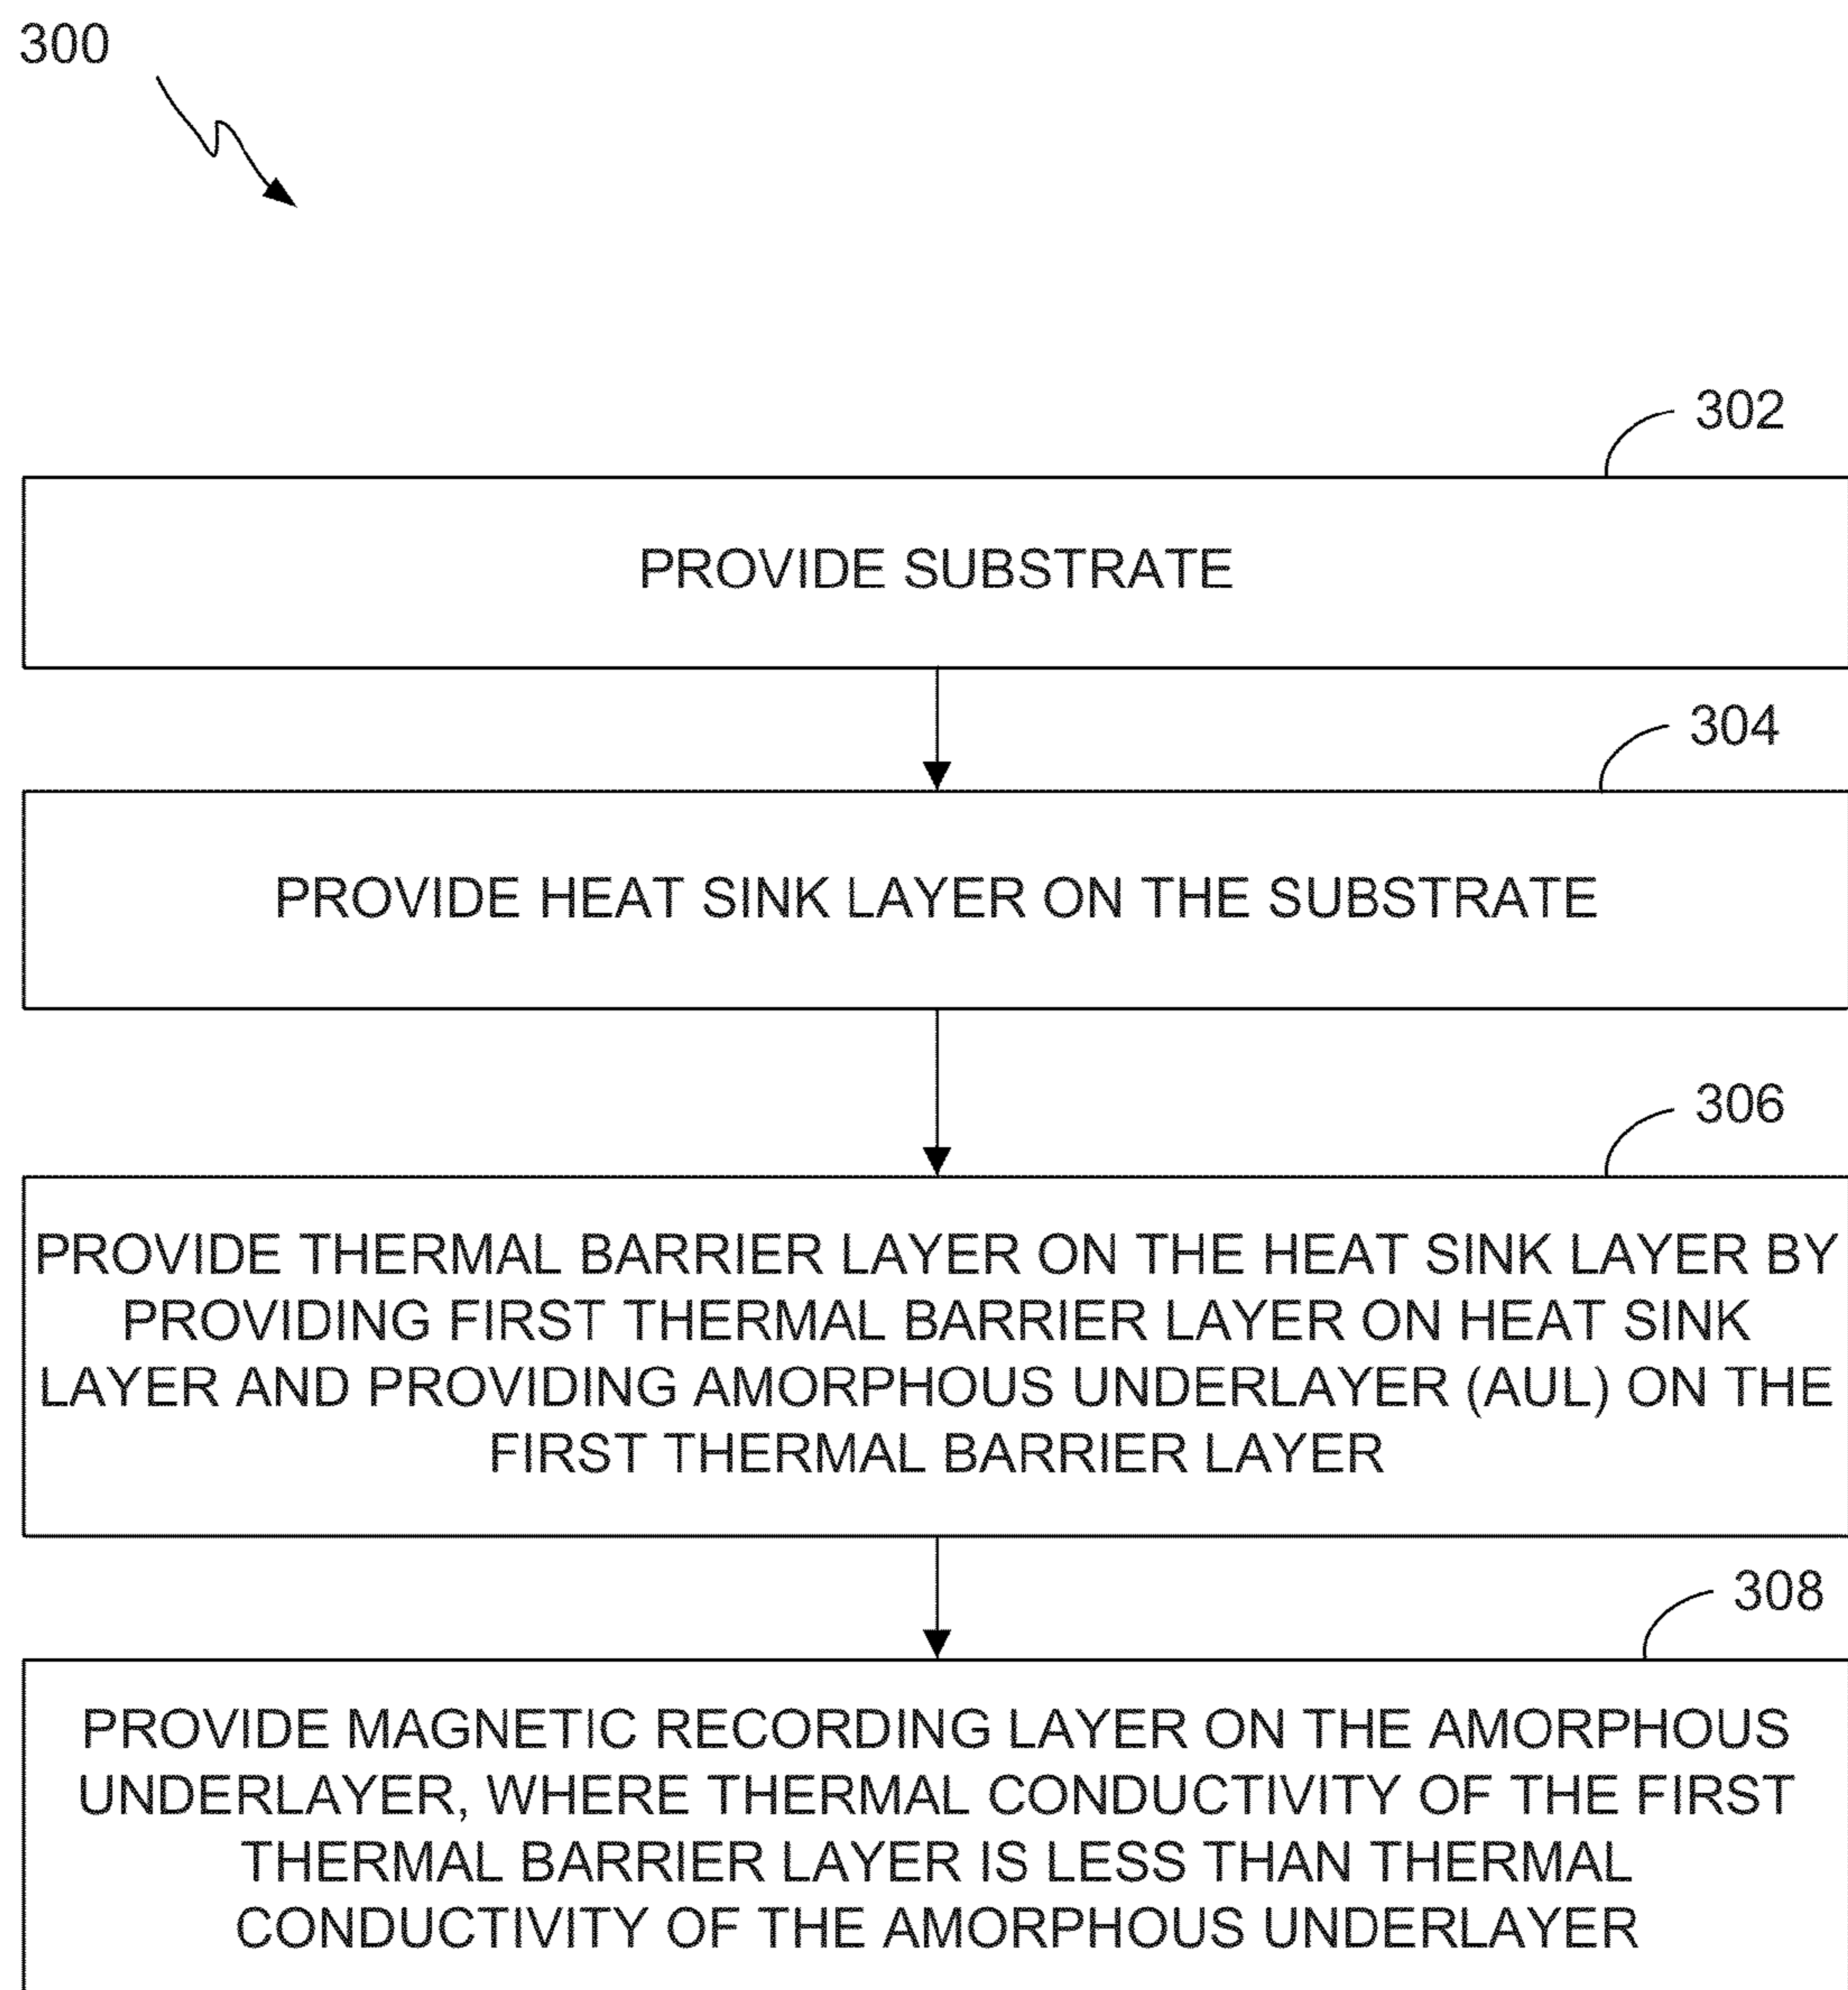 300
302
PROVIDE SUBSTRATE
304
PROVIDE HEAT SINK LAYER ON THE SUBSTRATE
306
PROVIDE THERMAL BARRIER LAYER ON THE HEAT SINK LAYER BY
PROVIDING FIRST THERMAL BARRIER LAYER ON HEAT SINK
LAYER AND PROVIDING AMORPHOUS UNDERLAYER (AUL) ON THE
FIRST THERMAL BARRIER LAYER
308
PROVIDE MAGNETIC RECORDING LAYER ON THE AMORPHOUS
UNDERLAYER, WHERE THERMAL CONDUCTIVITY OF THE FIRST
THERMAL BARRIER LAYER IS LESS THAN THERMAL
CONDUCTIVITY OF THE AMORPHOUS UNDERLAYER